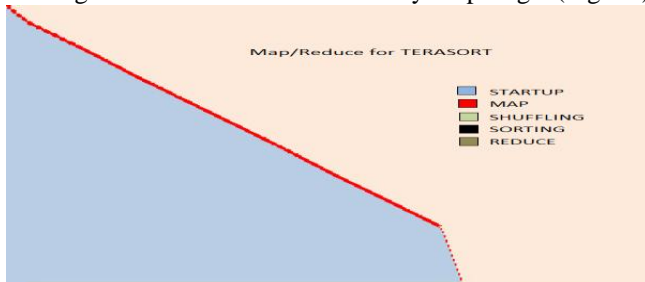 Map/Reduce for TERASORT
STARTUP
MAP
SHUFFLING
SORTING
REDUCE